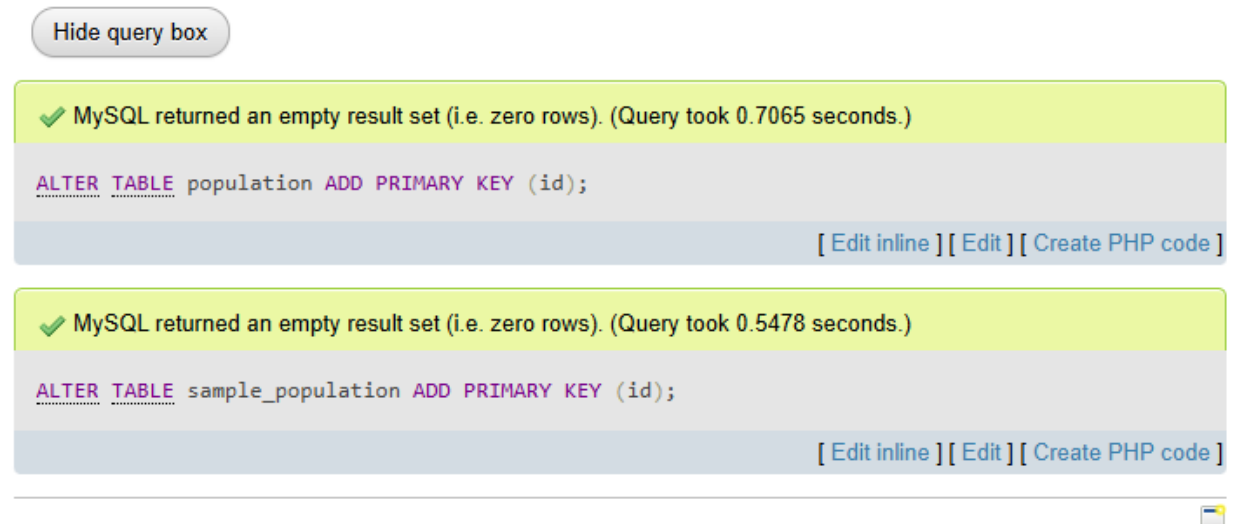 Hide query box
MySQL returned an empty result set (i.e. zero rows). (Query took 0.7065 seconds.)
ALTER TABLE population ADD PRIMARY KEY (id);
[ Edit inline ] [ Edit ] [ Create PHP code ]
MySQL returned an empty result set (i.e. zero rows). (Query took 0.5478 seconds.)
ALTER TABLE sample_population ADD PRIMARY KEY (id);
[ Edit inline ] [ Edit ] [ Create PHP code ]